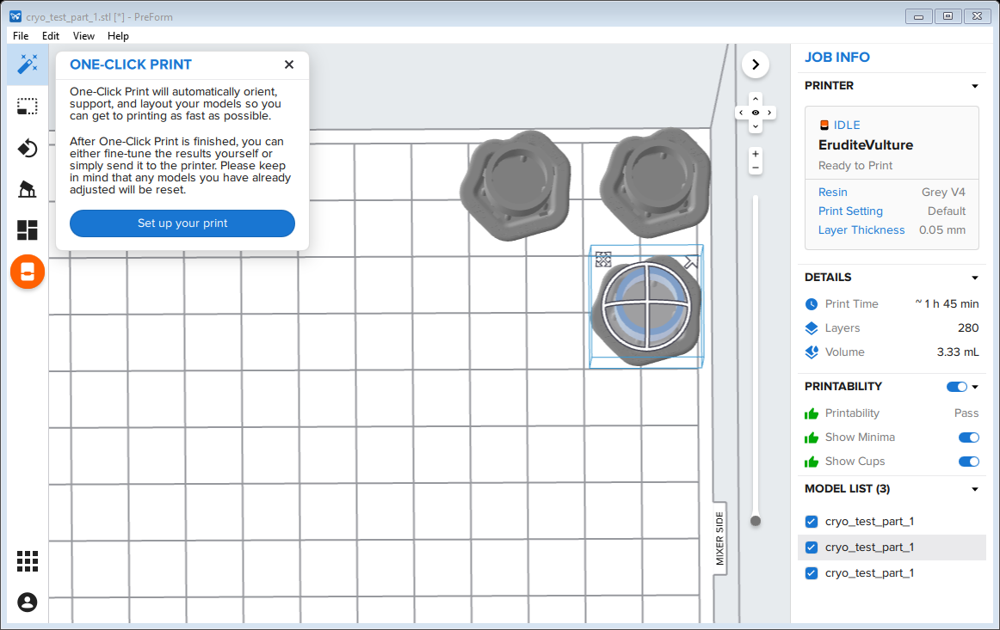 cryo_test_part_1.stl [*] - PreForm
File Edit View Help
ONE-CLICK PRINT
One-Click Print will automatically orient,
support, and layout your models so you
can get to printing as fast as possible.
After One-Click Print is finished, you can
either fine-tune the results yourself or
simply send it to the printer. Please keep
in mind that any models you have already
adjusted will be reset.
Set up your print
MIXER SIDE
JOB INFO
PRINTER
IDLE
EruditeVulture
Ready to Print
Resin Grey V4
Print Setting Default
Layer Thickness 0.05 mm
DETAILS
Print Time ~ 1 h 45 min
Layers 280
Volume 3.33 mL
PRINTABILITY
Printability Pass
Show Minima
Show Cups
MODEL LIST (3)
cryo_test_part_1
cryo_test_part_1
cryo_test_part_1